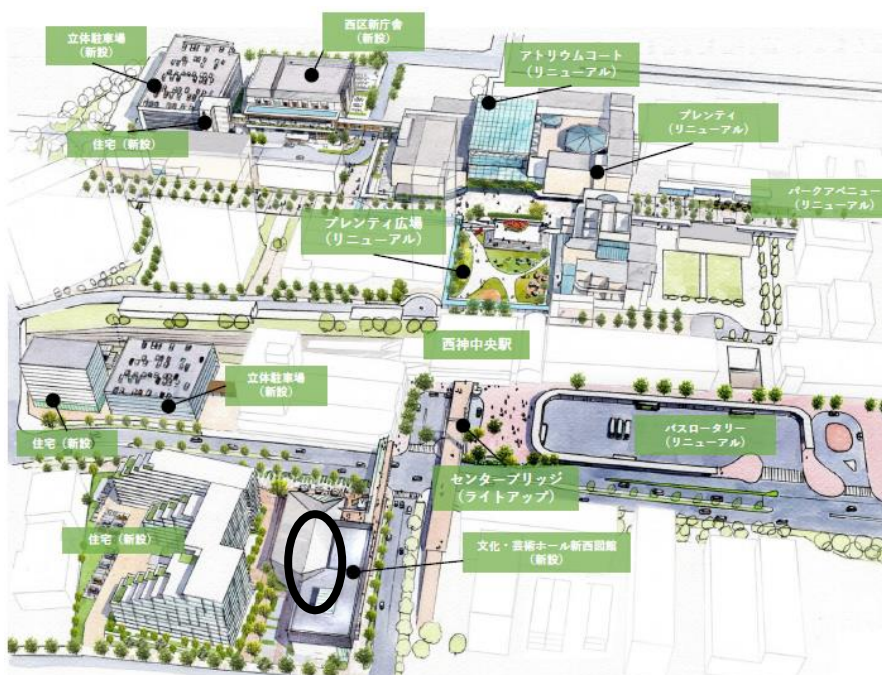 西区新庁舎
（新設）
立体駐車場
（新設）
アトリウムコート
（リニューアル）
プレンティ
（リニューアル）
住宅（新設）
パークアベニュー
（リニューアル）
プレンティ広場
（リニューアル）
西神中央駅
立体駐車場
（新設）
住宅（新設）
バスロータリー
（リニューアル）
センターブリッジ
（ライトアップ）
住宅（新設）
文化・芸術ホール新西図館
（新設）